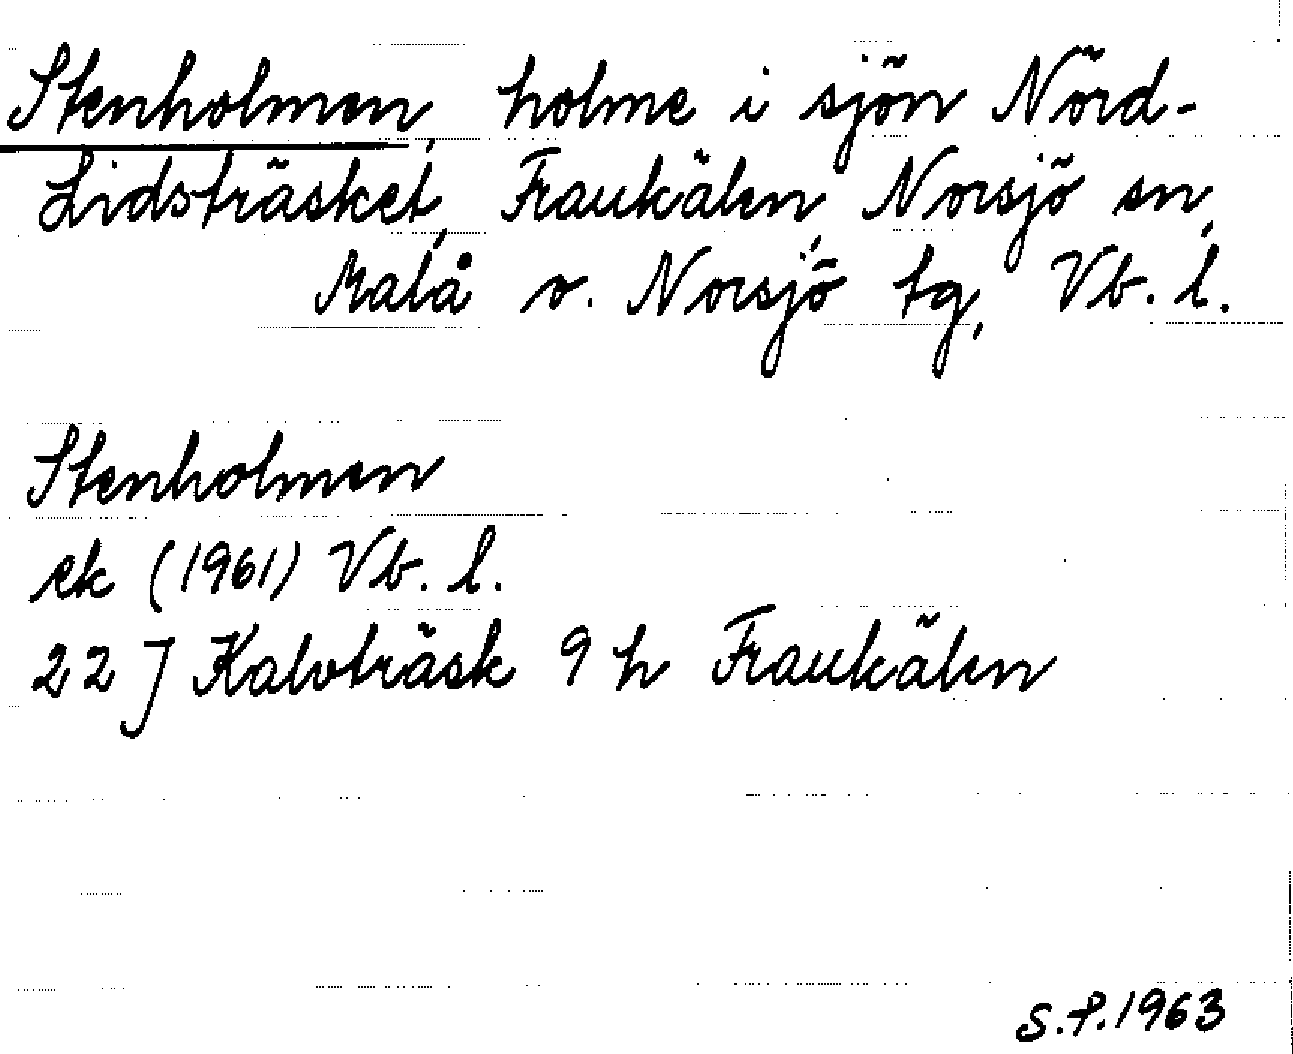 Stenholmen, holme i sjön Nörd-
Lidsträsket, Fraukälen, Norsjö sn,
Malå o. Norsjö tg, Vb. l.
Stenholmen
ek (1961) Vb. l.
22 J Kalvträsk 9 h Fraukälen
S.P. 1963